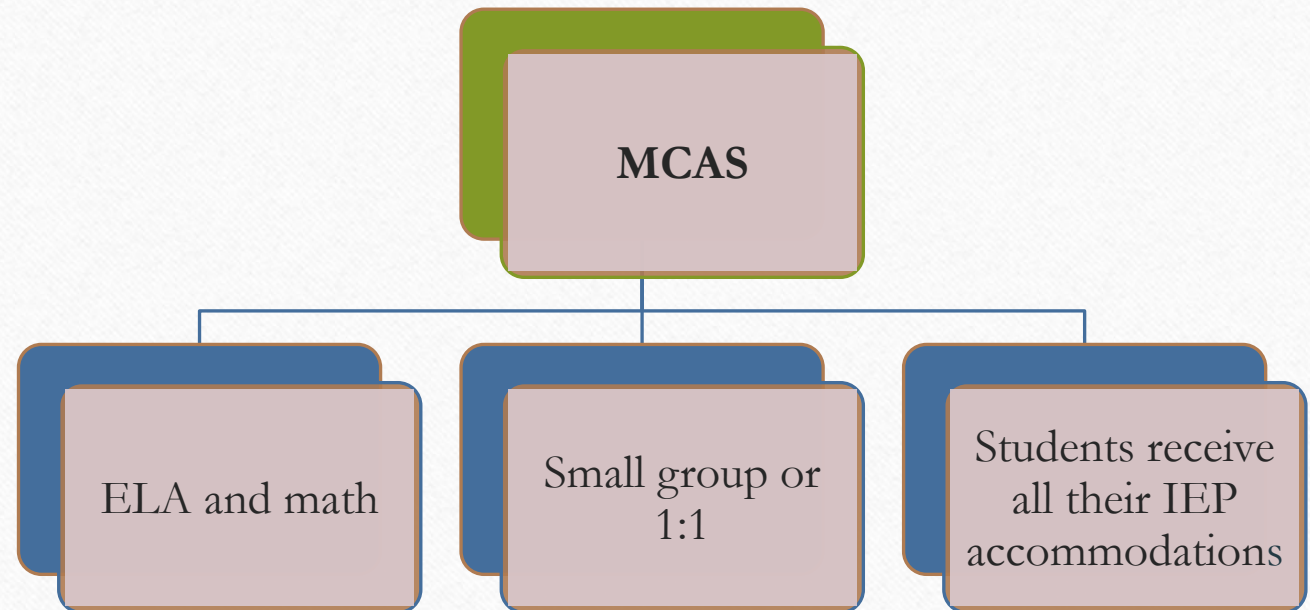 MCAS
ELA and math
Small group or
1:1
Students receive
all their IEP
accommodations